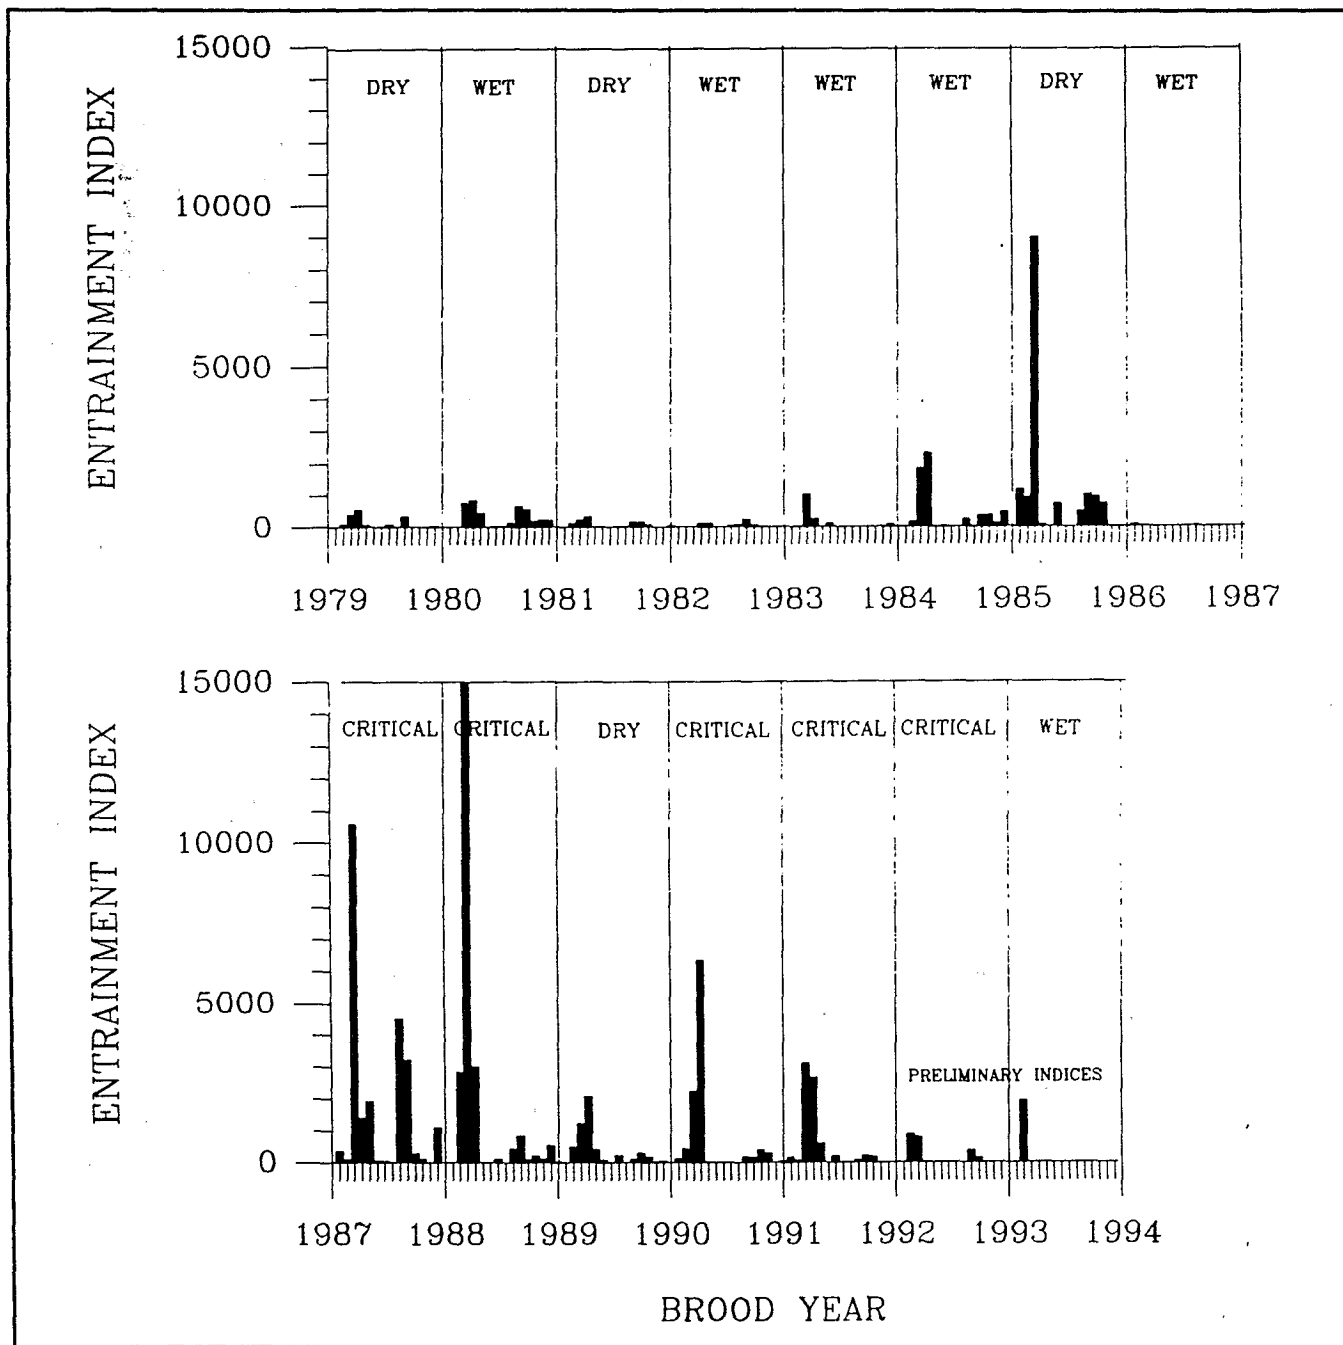 15000
DRY WET DRY WET WET WET DRY WET
10000
5000
0
ENTRAINMENT INDEX
1979 1980 1981 1982 1983 1984 1985 1986 1987
15000
CRITICAL CRITICAL DRY CRITICAL CRITICAL CRITICAL WET
10000
5000
PRELIMINARY INDICES
0
ENTRAINMENT INDEX
1987 1988 1989 1990 1991 1992 1993 1994
BROOD YEAR